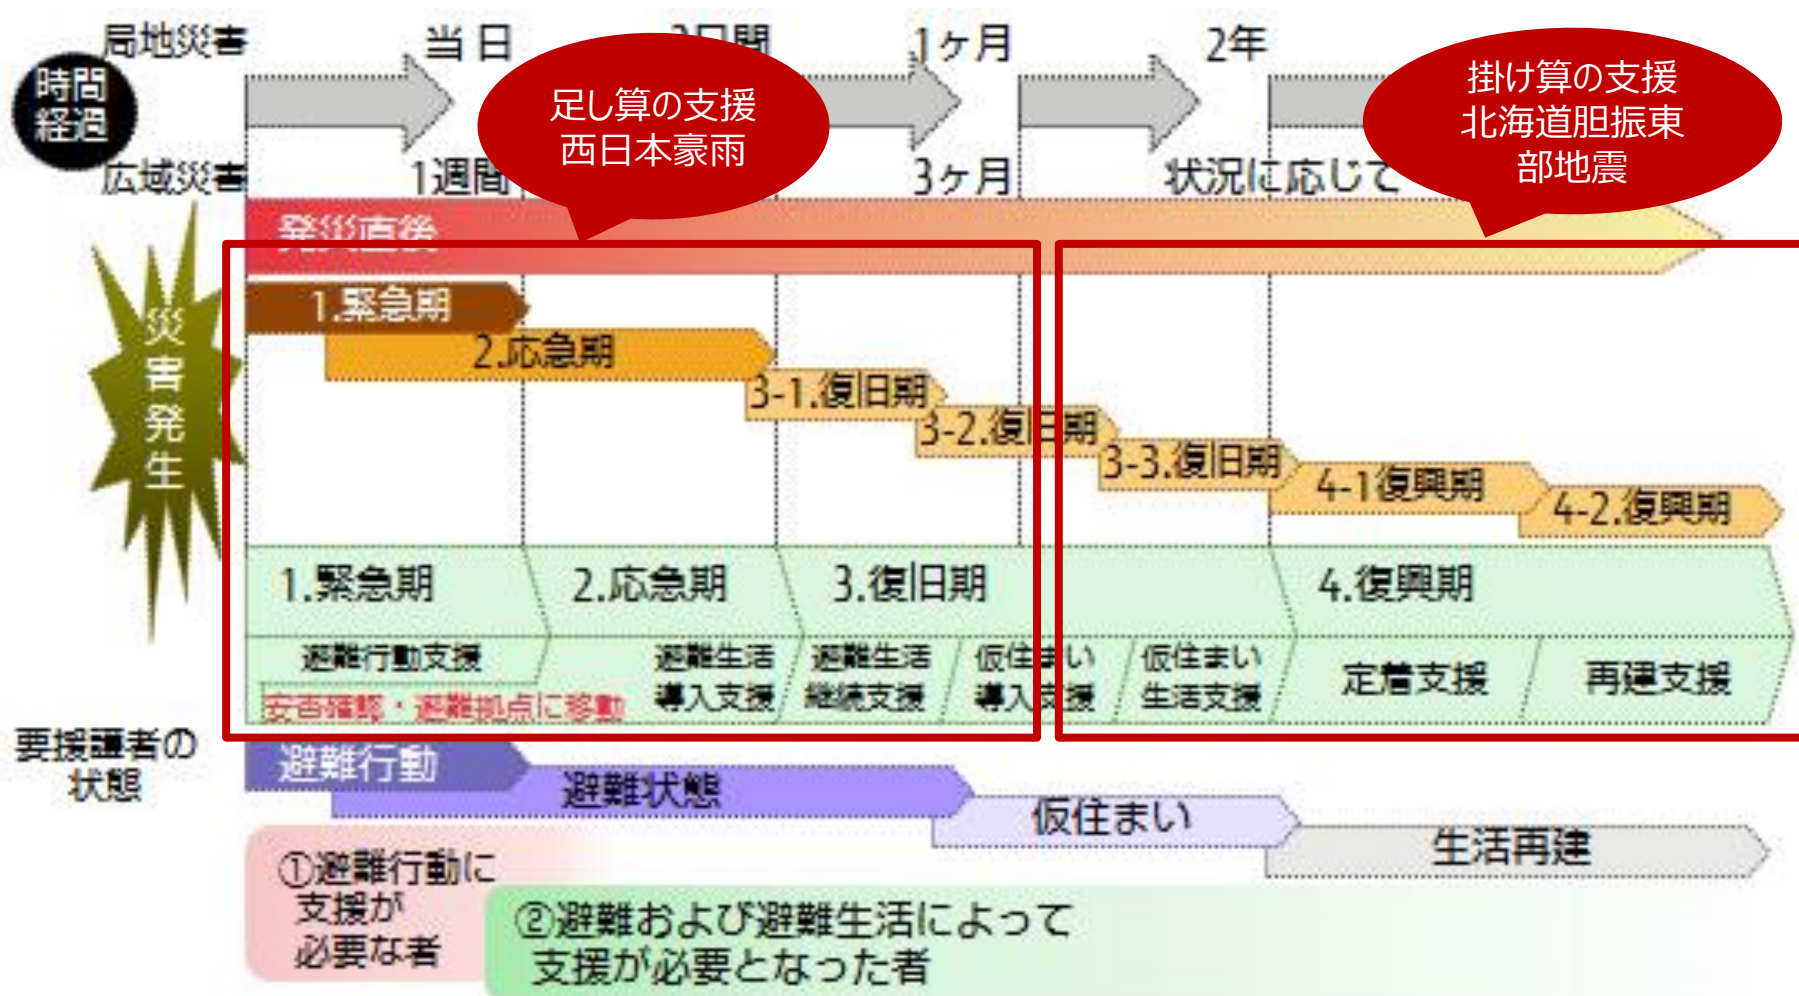 局地災害
当日
1ヶ月
2年
時間
経過
足し算の支援
西日本豪雨
掛け算の支援
北海道胆振東
部地震
広域災害
1週間
3ヶ月
状況に応じて
発災直後
災害発生
1.緊急期
2.応急期
3-1.復旧期
3-2.復旧期
3-3.復旧期
4-1復興期
4-2.復興期
1.緊急期
2.応急期
3.復旧期
4.復興期
避難行動支援
安否確認・避難拠点に移動
避難生活
導入支援
避難生活
継続支援
仮住まい
導入支援
仮住まい
生活支援
定着支援
再建支援
要援護者の
状態
避難行動
避難状態
仮住まい
生活再建
①避難行動に
支援が
必要な者
②避難および避難生活によって
支援が必要となった者